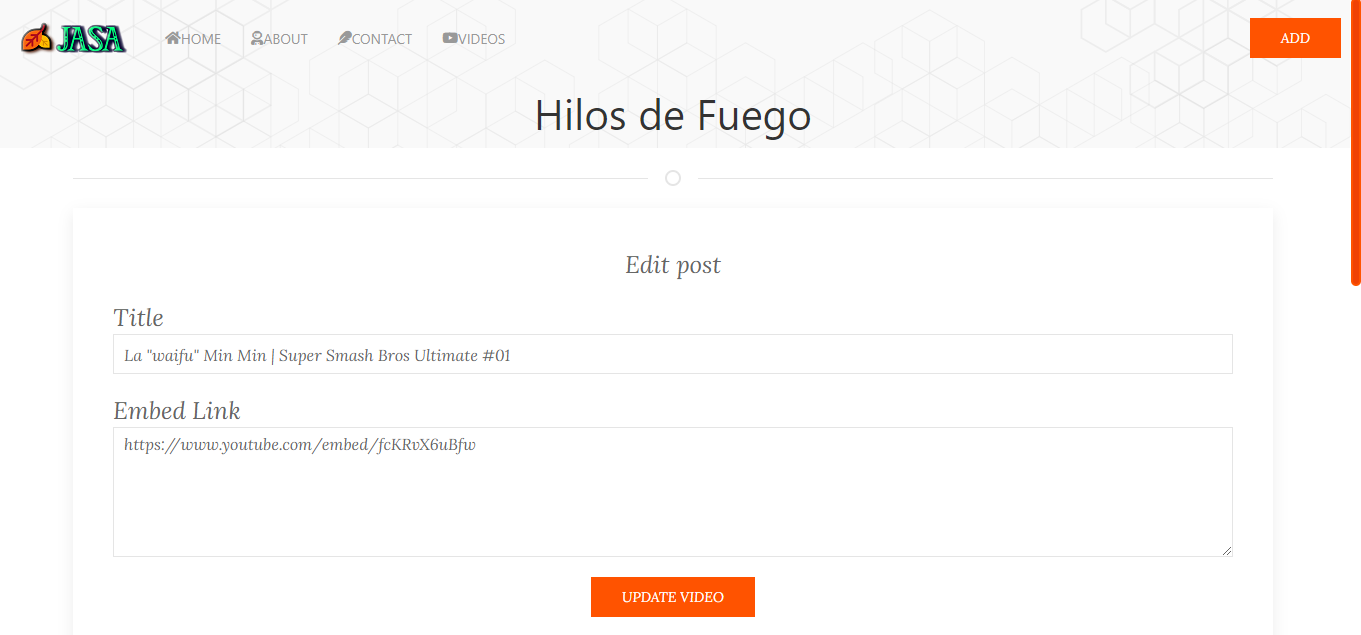 JASA
HOME ABOUT CONTACT VIDEOS ADD
Hilos de Fuego
Edit post
Title
La "waifu" Min Min | Super Smash Bros Ultimate #01
Embed Link
https://www.youtube.com/embed/fcKRvX6uBfw
UPDATE VIDEO